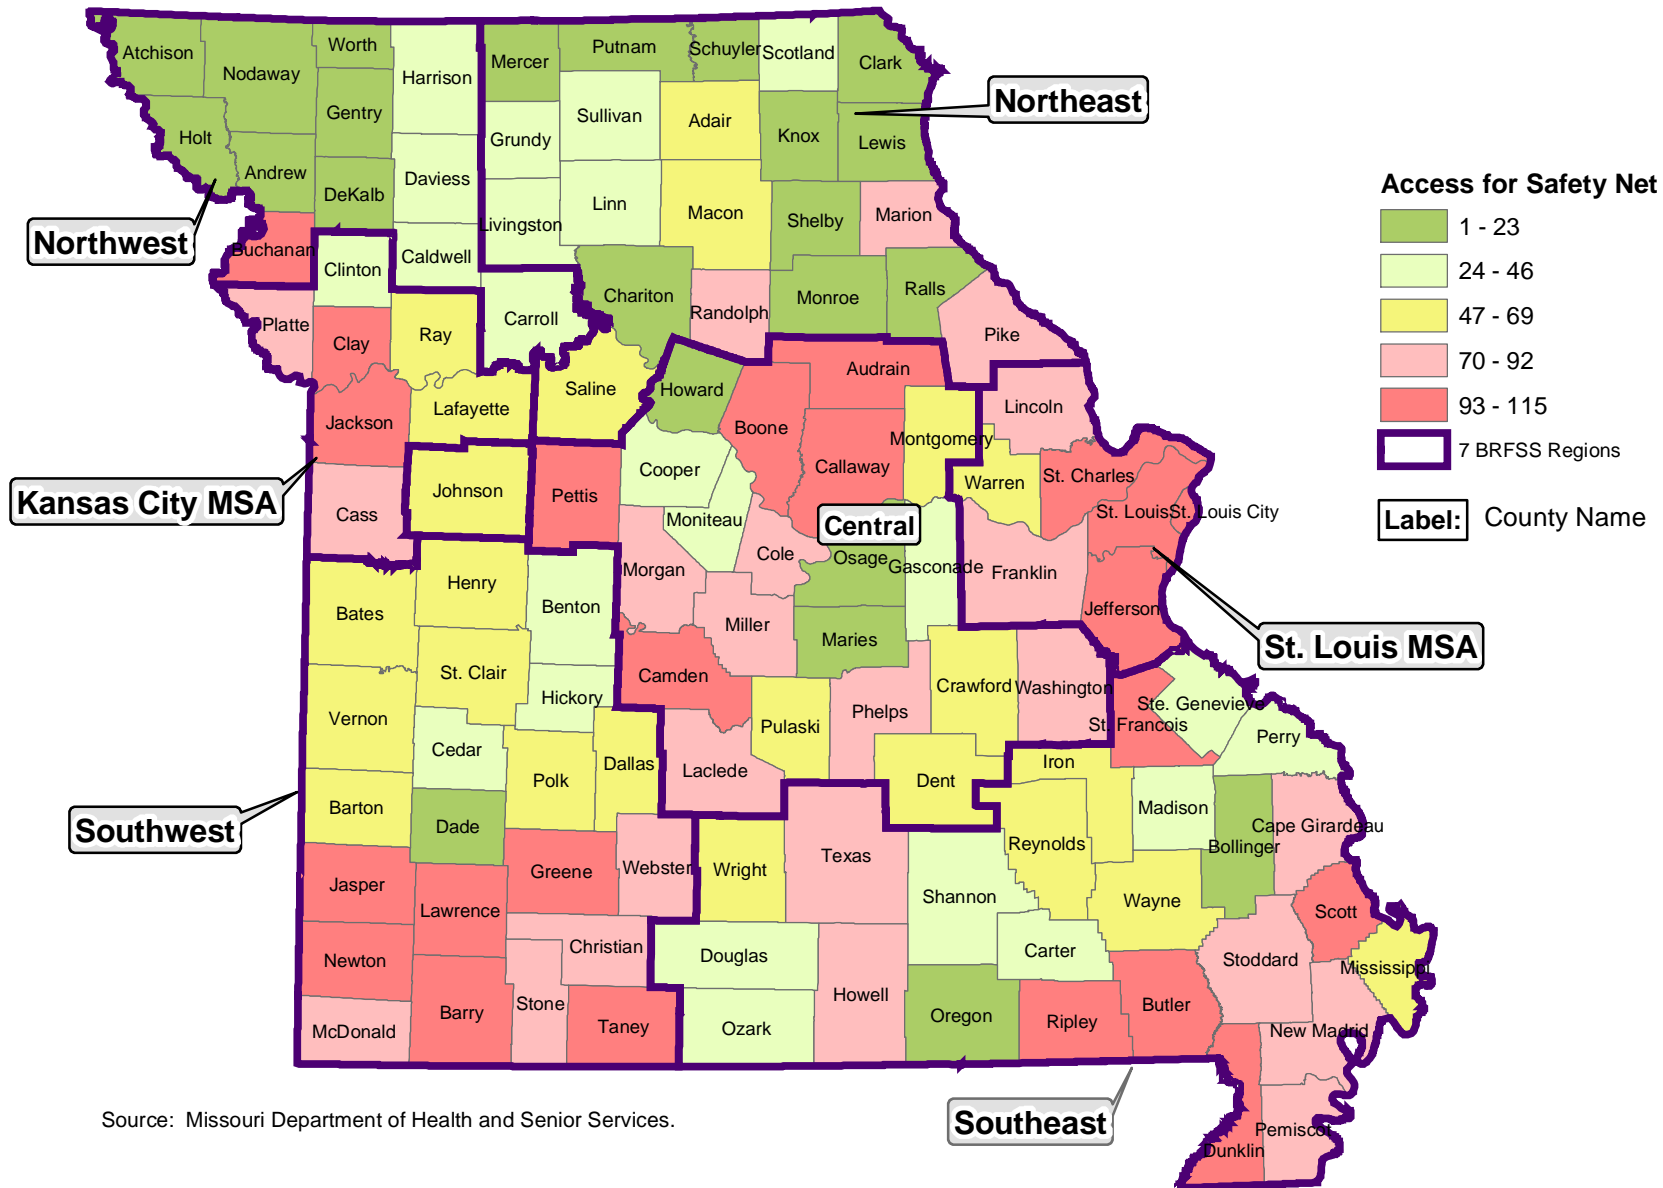 Atchison
Nodaway
Worth
Harrison
Mercer
Putnam
Schuyler
Scotland
Clark
Gentry
Holt
Andrew
DeKalb
Daviess
Grundy
Sullivan
Adair
Knox
Lewis
Northeast
Northwest
Buchanan
Clinton
Caldwell
Livingston
Linn
Macon
Shelby
Marion
Access for Safety Net
1 - 23
24 - 46
47 - 69
70 - 92
93 - 115
7 BRFSS Regions
Label: County Name
Platte
Clay
Ray
Carroll
Chariton
Randolph
Monroe
Ralls
Pike
Jackson
Lafayette
Saline
Howard
Boone
Audrain
Callaway
Montgomery
Lincoln
Warren
St. Charles
St. Louis
St. Louis City
Kansas City MSA
Cass
Johnson
Pettis
Cooper
Moniteau
Central
Cole
Osage
Gasconade
Franklin
Jefferson
St. Louis MSA
Bates
Henry
Benton
Morgan
Miller
Maries
Camden
St. Clair
Hickory
Vernon
Cedar
Polk
Dallas
Laclede
Pulaski
Phelps
Crawford
Washington
Dent
Iron
St. Francois
Ste. Genevieve
Perry
Southwest
Barton
Dade
Greene
Webster
Wright
Texas
Shannon
Reynolds
Madison
Bollinger
Cape Girardeau
Jasper
Lawrence
Christian
Douglas
Carter
Wayne
Scott
Stoddard
Mississippi
Newton
McDonald
Barry
Stone
Taney
Ozark
Howell
Oregon
Ripley
Butler
New Madrid
Southeast
Dunklin
Pemiscot
Source:  Missouri Department of Health and Senior Services.